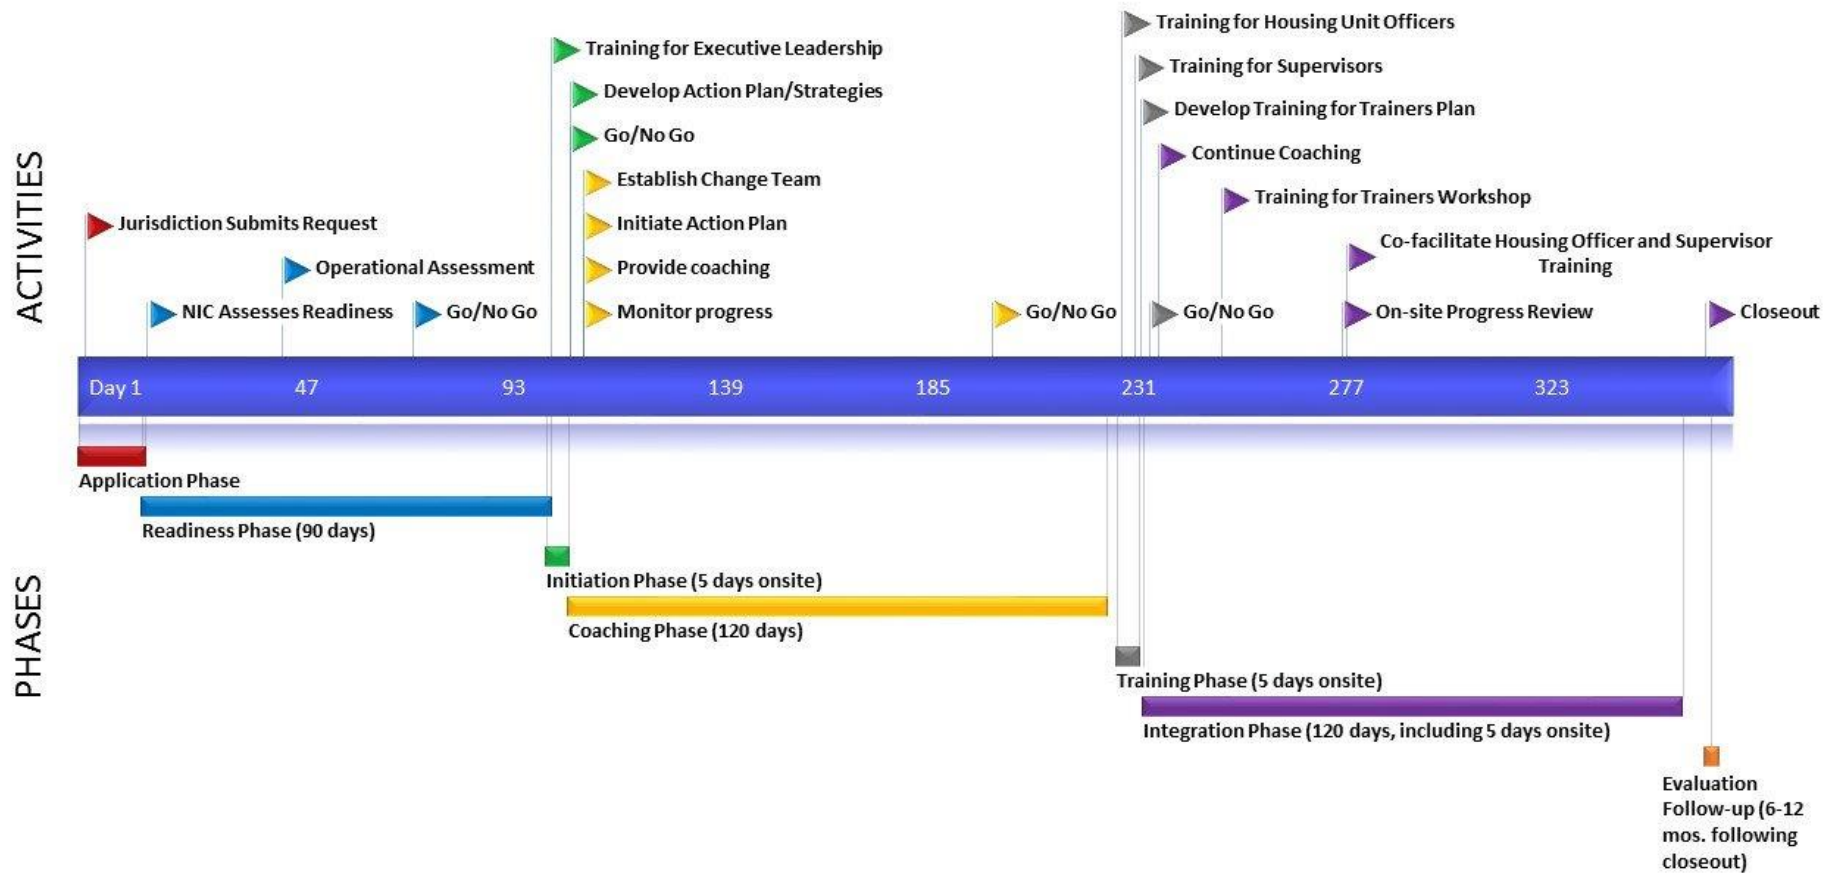 ACTIVITIES
Training for Housing Unit Officers
Training for Executive Leadership
Training for Supervisors
Develop Action Plan/Strategies
Develop Training for Trainers Plan
Go/No Go
Continue Coaching
Establish Change Team
Training for Trainers Workshop
Jurisdiction Submits Request
Initiate Action Plan
Co-facilitate Housing Officer and Supervisor
Training
Operational Assessment
Provide coaching
NIC Assesses Readiness
Go/No Go
Monitor progress
Go/No Go
Go/No Go
On-site Progress Review
Closeout
Day 1 47 93 139 185 231 277 323
PHASES
Application Phase
Readiness Phase (90 days)
Initiation Phase (5 days onsite)
Coaching Phase (120 days)
Training Phase (5 days onsite)
Integration Phase (120 days, including 5 days onsite)
Evaluation
Follow-up (6-12
mos. following
closeout)